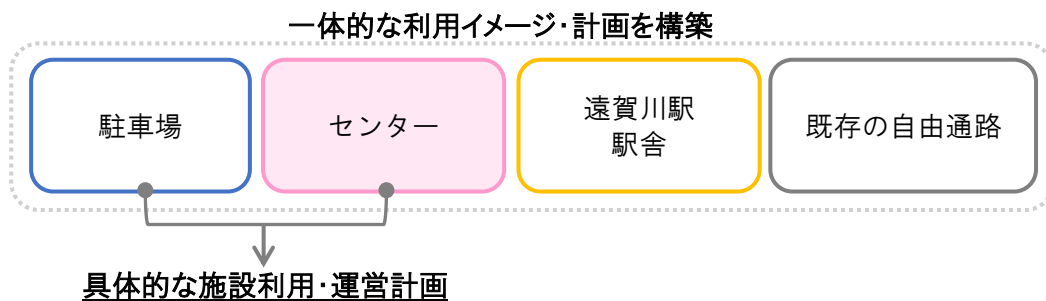 一体的な利用イメージ・計画を構築
駐車場
センター
遠賀川駅
駅舎
既存の自由通路
具体的な施設利用・運営計画